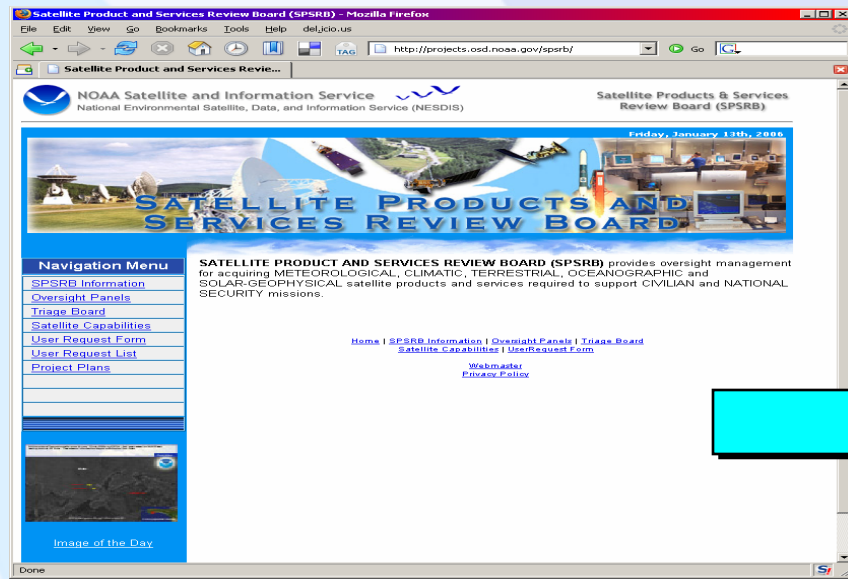 Satellite Product and Services Review Board (SPSRB) - Mozilla Firefox
File Edit View Go Bookmarks Tools Help del.icio.us
TAG http://projects.osd.noaa.gov/spsrb/ Go G
Satellite Product and Services Revie...
NOAA Satellite and Information Service
National Environmental Satellite, Data, and Information Service (NESDIS)
Satellite Products & Services
Review Board (SPSRB)
Friday, January 13th, 2006
SATELLITE PRODUCTS AND
SERVICES REVIEW BOARD
Navigation Menu
SPSRB Information
Oversight Panels
Triage Board
Satellite Capabilities
User Request Form
User Request List
Project Plans
Image of the Day
SATELLITE PRODUCT AND SERVICES REVIEW BOARD (SPSRB) provides oversight management
for acquiring METEOROLOGICAL, CLIMATIC, TERRESTRIAL, OCEANOGRAPHIC and
SOLAR-GEOPHYSICAL satellite products and services required to support CIVILIAN and NATIONAL
SECURITY missions.
Home | SPSRB Information | Oversight Panels | Triage Board
Satellite Capabilities | UserRequest Form
Webmaster
Privacy Policy
Done